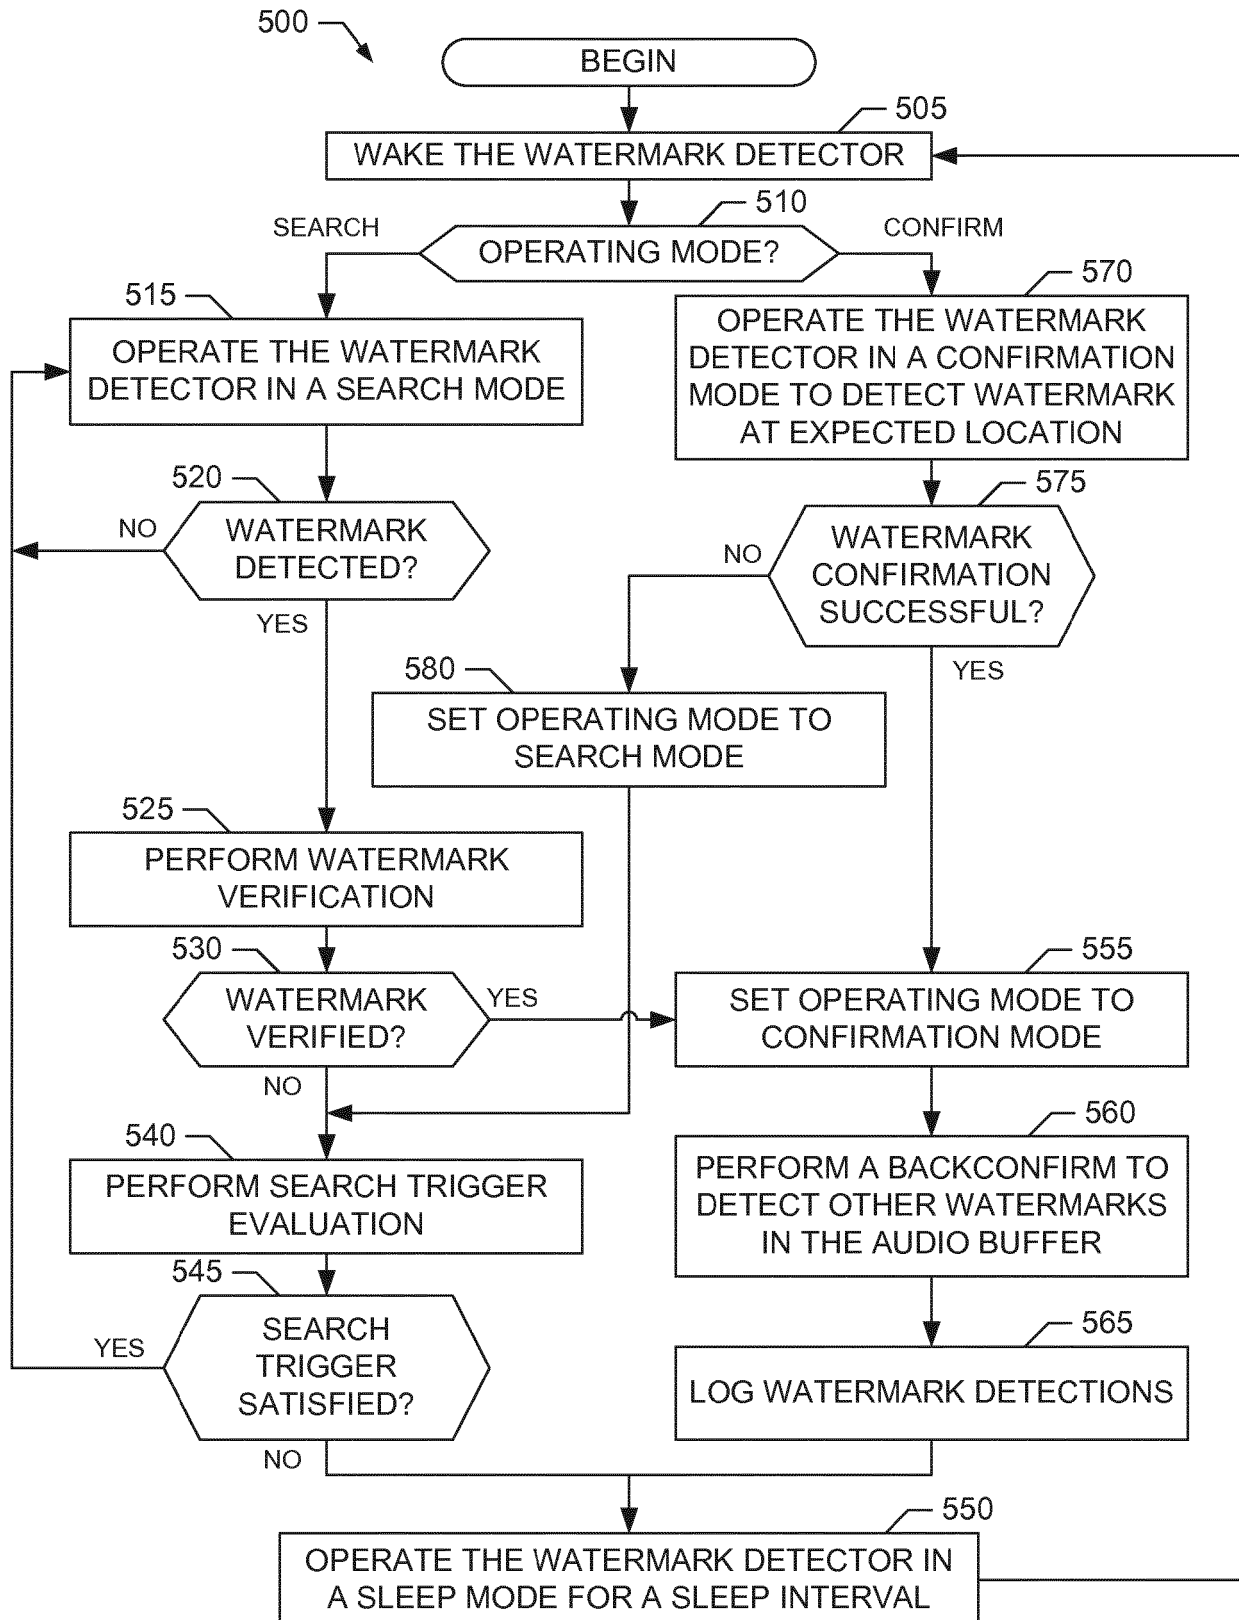 500
BEGIN
505
WAKE THE WATERMARK DETECTOR
510
SEARCH
OPERATING MODE?
CONFIRM
515
OPERATE THE WATERMARK
DETECTOR IN A SEARCH MODE
570
OPERATE THE WATERMARK
DETECTOR IN A CONFIRMATION
MODE TO DETECT WATERMARK
AT EXPECTED LOCATION
520
NO
WATERMARK
DETECTED?
YES
575
NO
WATERMARK
CONFIRMATION
SUCCESSFUL?
YES
580
SET OPERATING MODE TO
SEARCH MODE
525
PERFORM WATERMARK
VERIFICATION
530
WATERMARK
VERIFIED?
YES
NO
555
SET OPERATING MODE TO
CONFIRMATION MODE
540
PERFORM SEARCH TRIGGER
EVALUATION
560
PERFORM A BACKCONFIRM TO
DETECT OTHER WATERMARKS
IN THE AUDIO BUFFER
545
YES
SEARCH
TRIGGER
SATISFIED?
NO
565
LOG WATERMARK DETECTIONS
550
OPERATE THE WATERMARK DETECTOR IN
A SLEEP MODE FOR A SLEEP INTERVAL